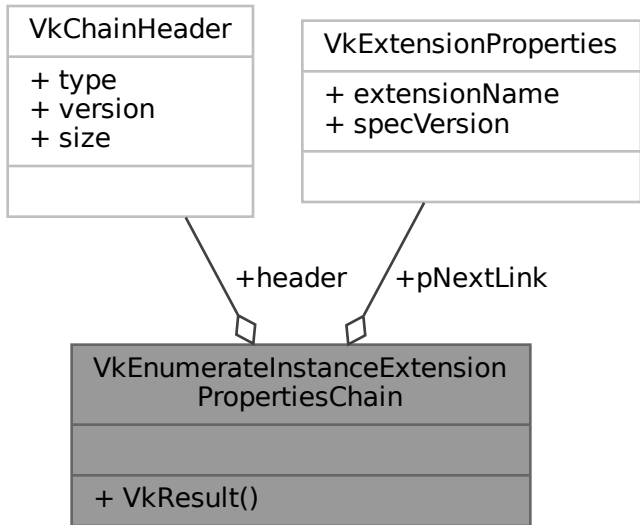 VkChainHeader
+ type
+ version
+ size
VkExtensionProperties
+ extensionName
+ specVersion
+header
+pNextLink
VkEnumerateInstanceExtension
PropertiesChain
+ VkResult()